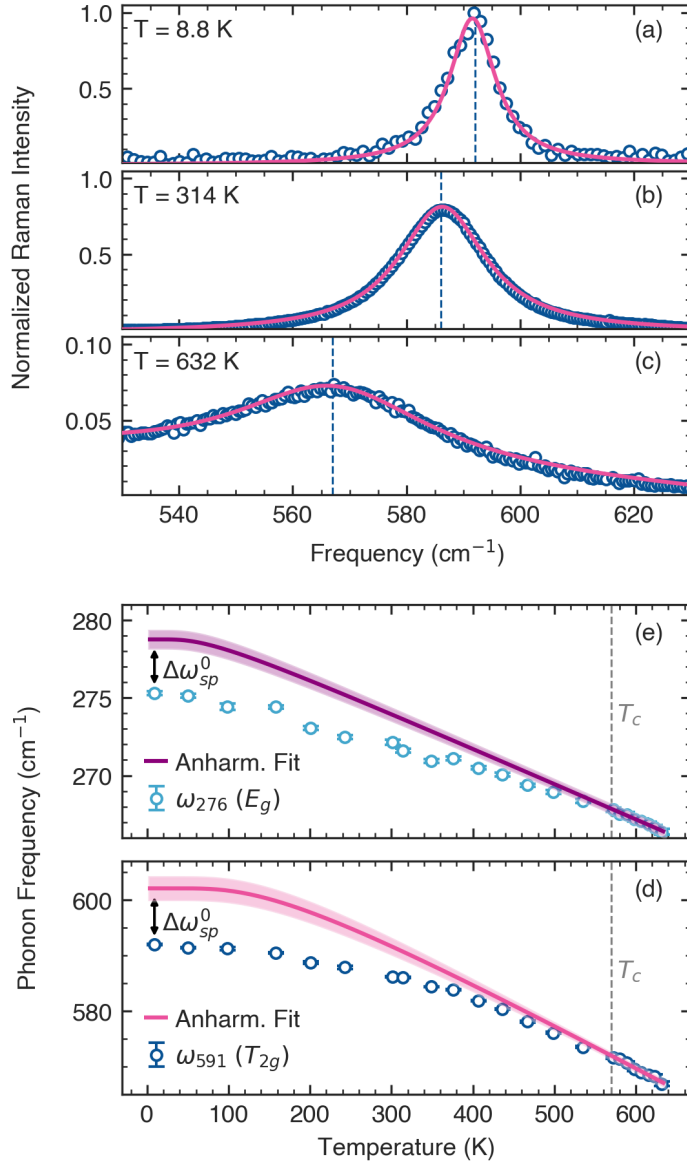 T = 8.8 K
(a)
1.0
0.5
T = 314 K
(b)
1.0
0.5
T = 632 K
(c)
0.10
0.05
540 560 580 600 620
Frequency (cm⁻¹)
Normalized Raman Intensity
(e)
280
275
270
Δω⁰sp
Tc
Anharm. Fit
ω₂₇₆ (Eg)
(d)
600
580
Δω⁰sp
Tc
Anharm. Fit
ω₅₉₁ (T₂g)
0 100 200 300 400 500 600
Temperature (K)
Phonon Frequency (cm⁻¹)